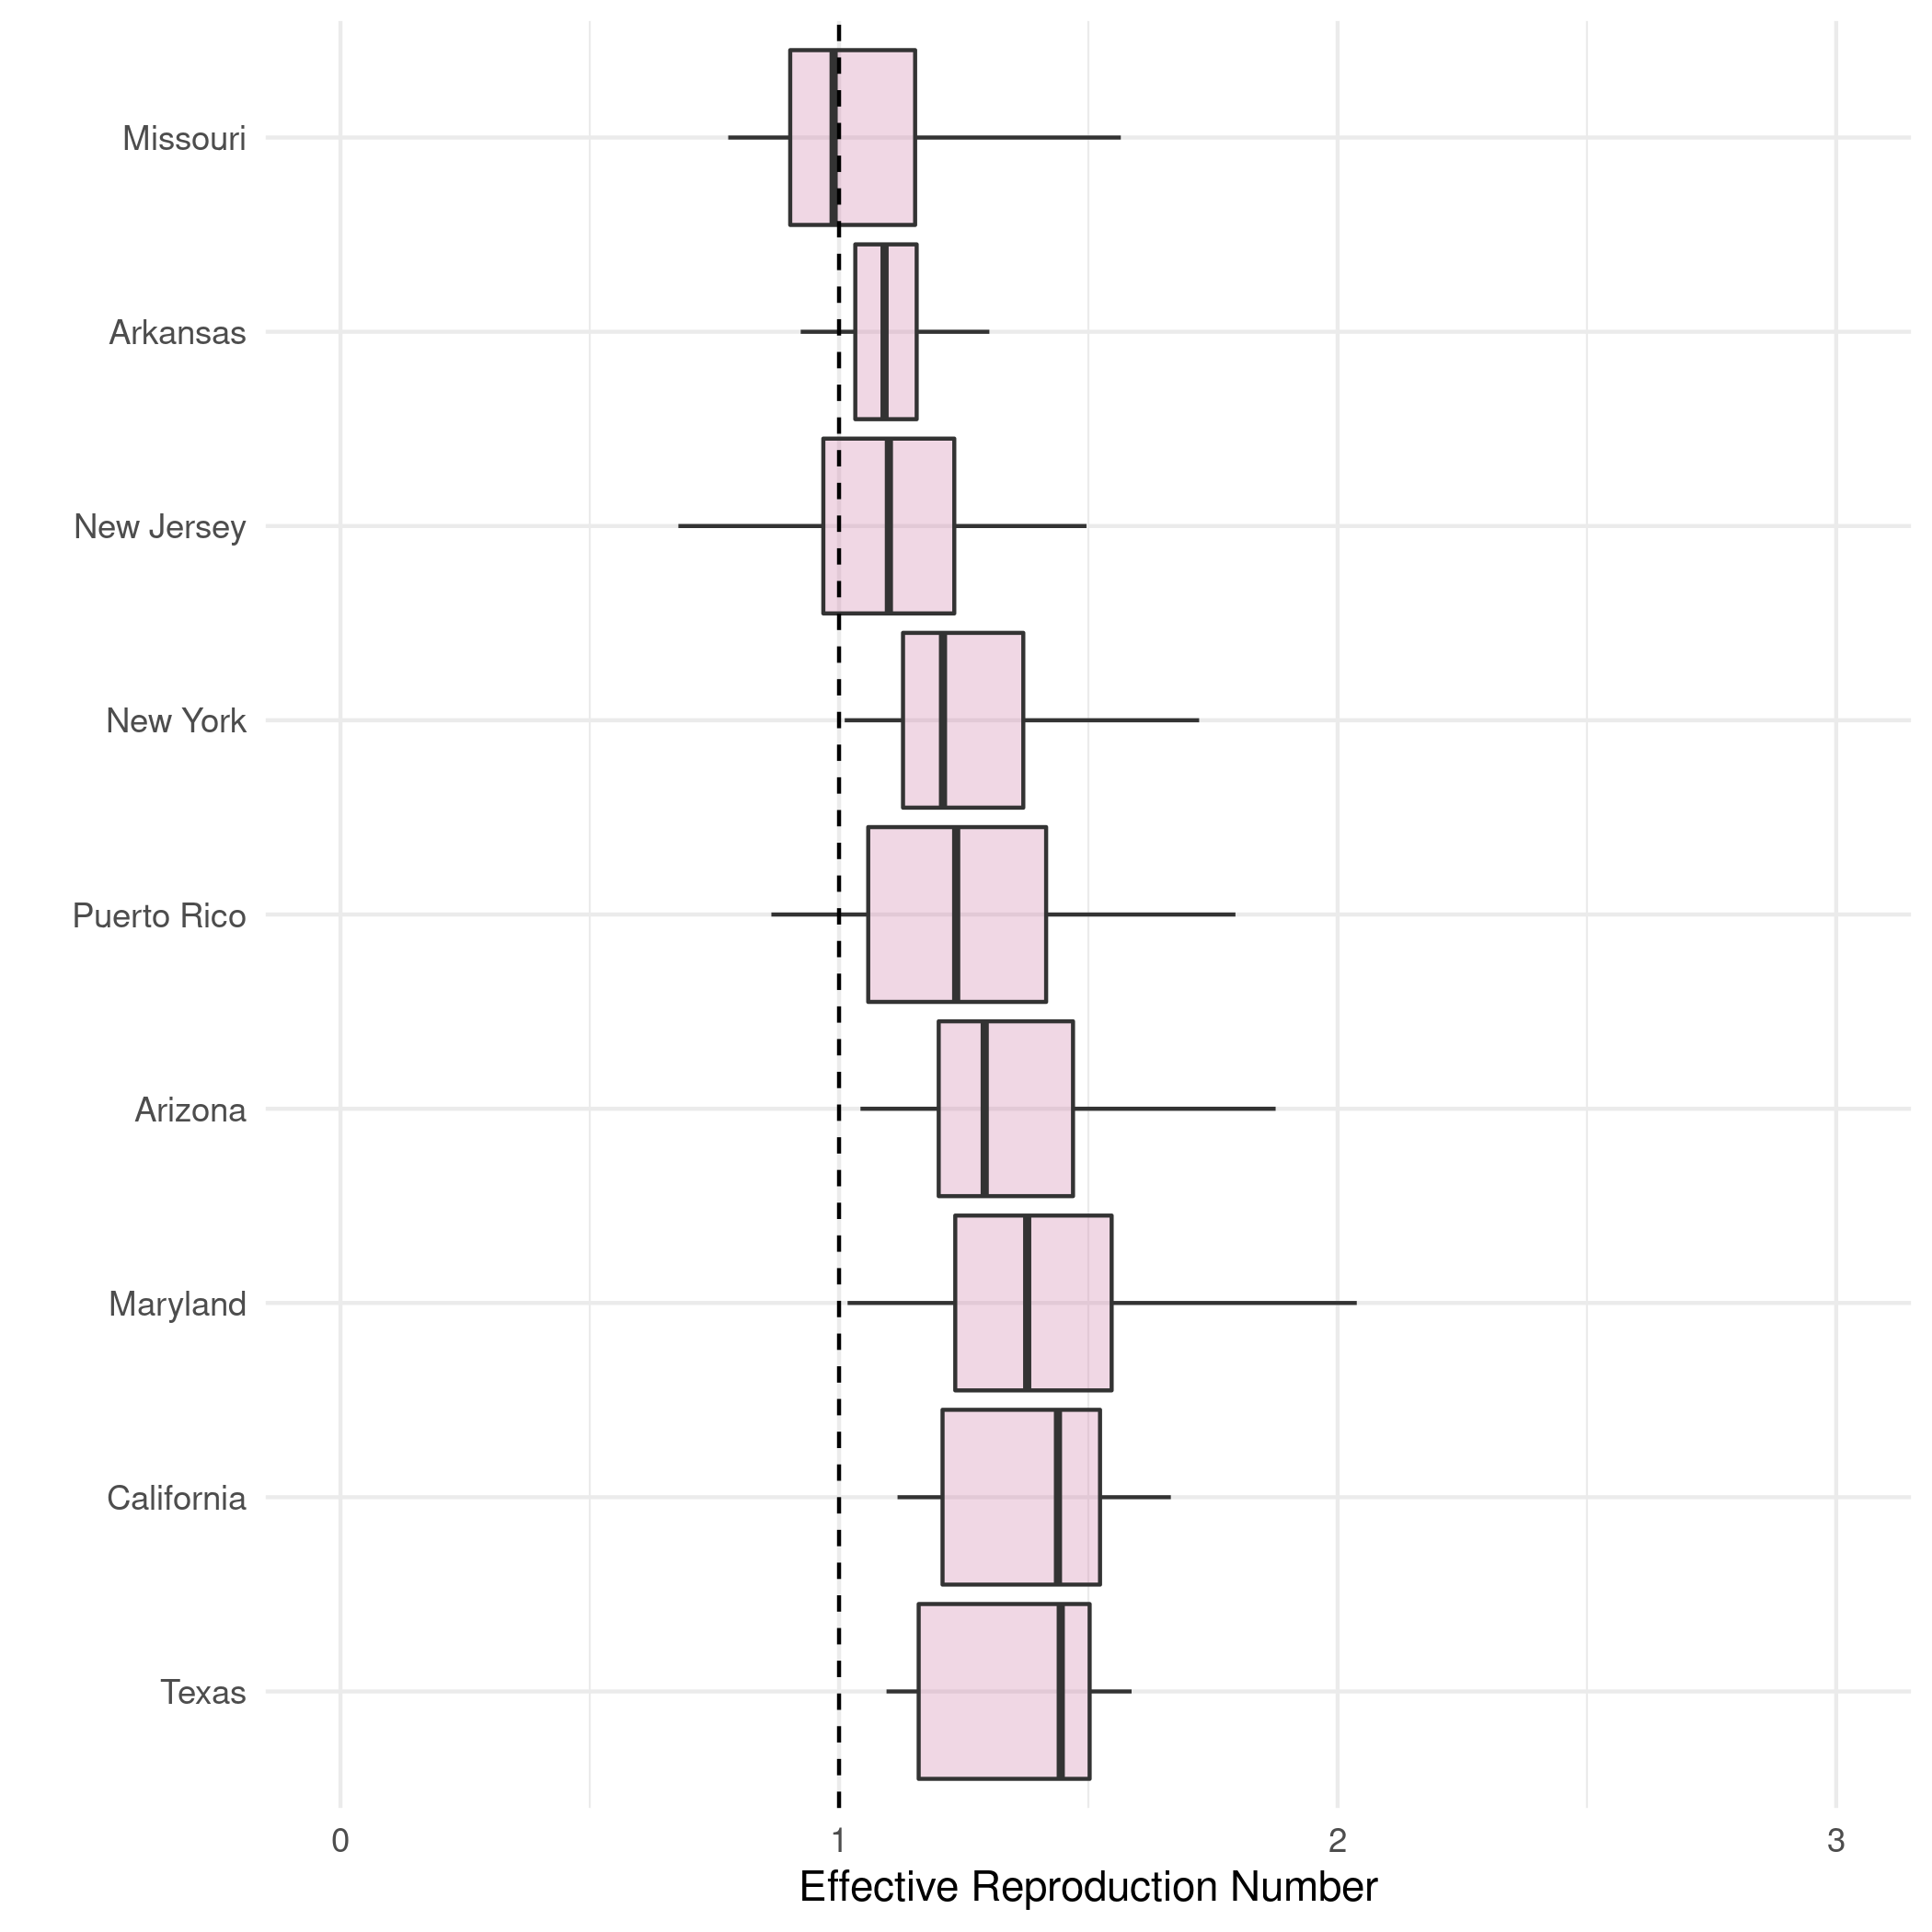 Missouri
Arkansas
New Jersey
New York
Puerto Rico
Arizona
Maryland
California
Texas
0 1 2 3
Effective Reproduction Number